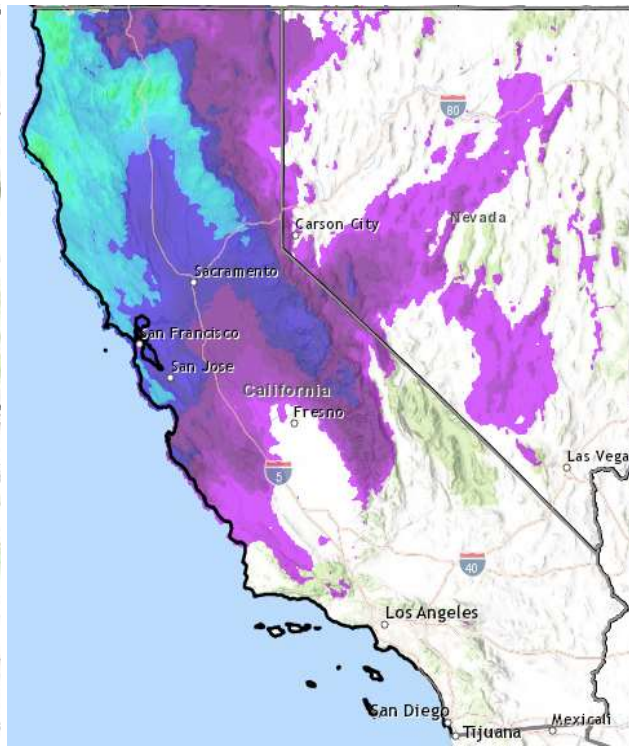 80
Carson City
Nevada
Sacramento
San Francisco
San Jose
California
Fresno
5
Las Vega
40
Los Angeles
San Diego
Tijuana
Mexicali